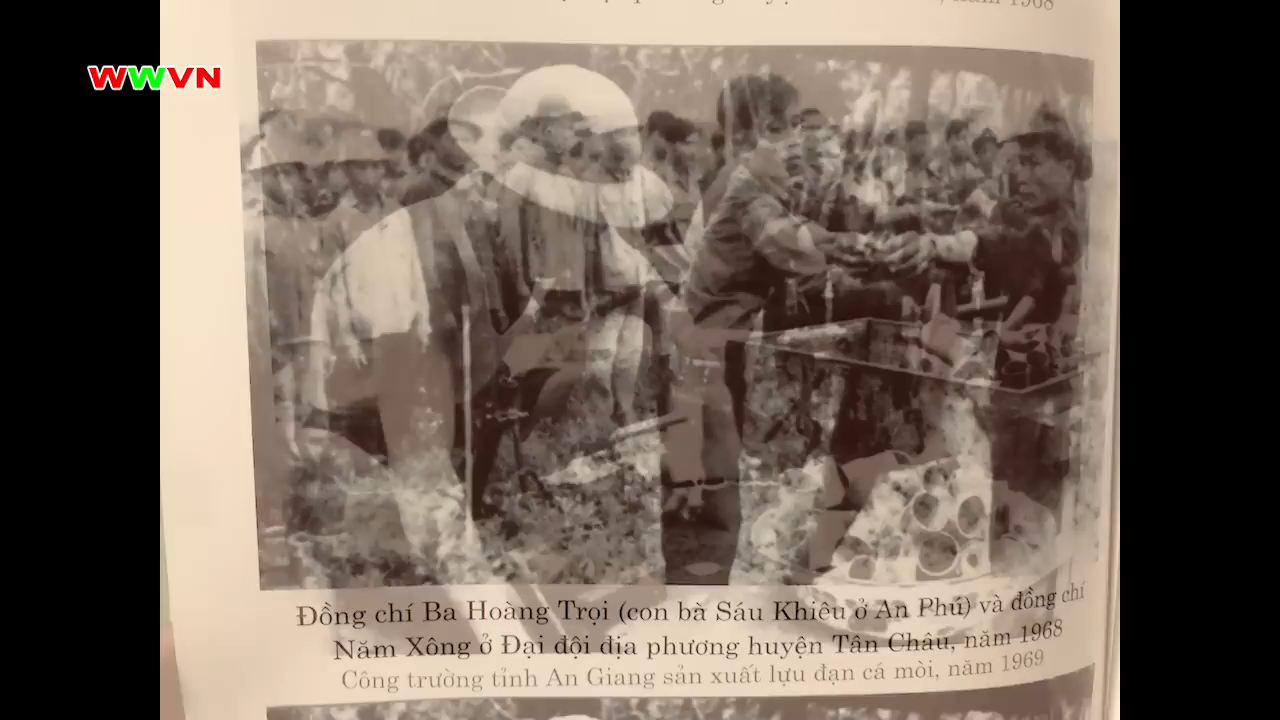 năm 1968
WWVN
Đồng chí Ba Hoàng Trọi (con bà Sáu Khiêu ở An Phú) và đồng chí
Năm Xông ở Đại đội địa phương huyện Tân Châu, năm 1968
Công trường tỉnh An Giang sản xuất lựu đạn cá mòi, năm 1969